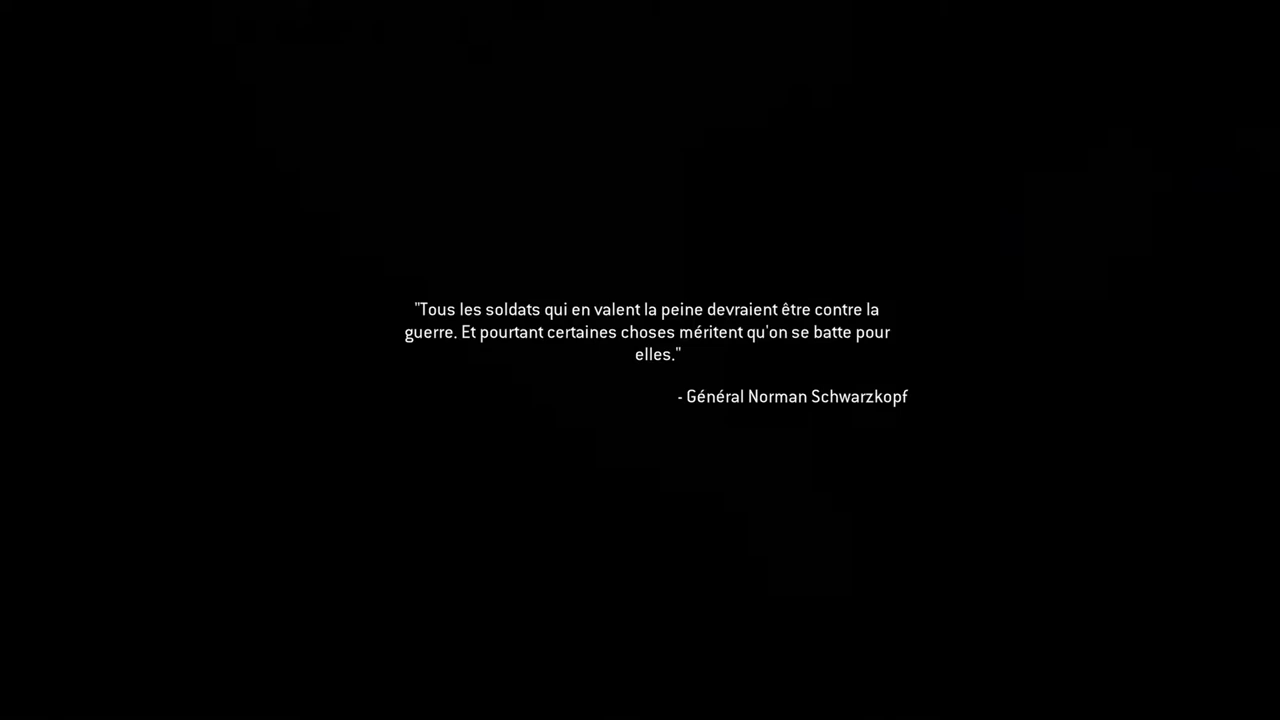 "Tous les soldats qui en valent la peine devraient être contre la
guerre. Et pourtant certaines choses méritent qu'on se batte pour
elles."
- Général Norman Schwarzkopf